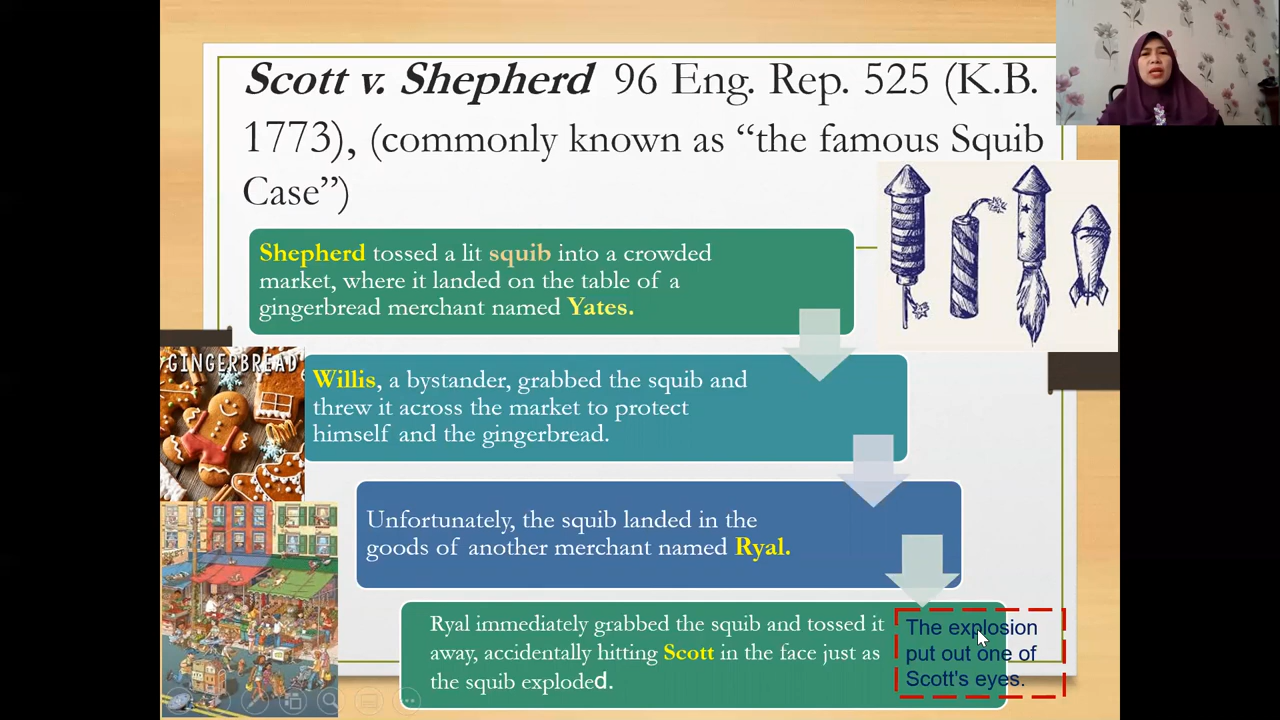 Scott v. Shepherd 96 Eng. Rep. 525 (K.B.
1773), (commonly known as “the famous Squib
Case”)
Shepherd tossed a lit squib into a crowded
market, where it landed on the table of a
gingerbread merchant named Yates.
GINGERBREAD
Willis, a bystander, grabbed the squib and
threw it across the market to protect
himself and the gingerbread.
Unfortunately, the squib landed in the
goods of another merchant named Ryal.
Ryal immediately grabbed the squib and tossed it
away, accidentally hitting Scott in the face just as
the squib exploded.
The explosion
put out one of
Scott's eyes.